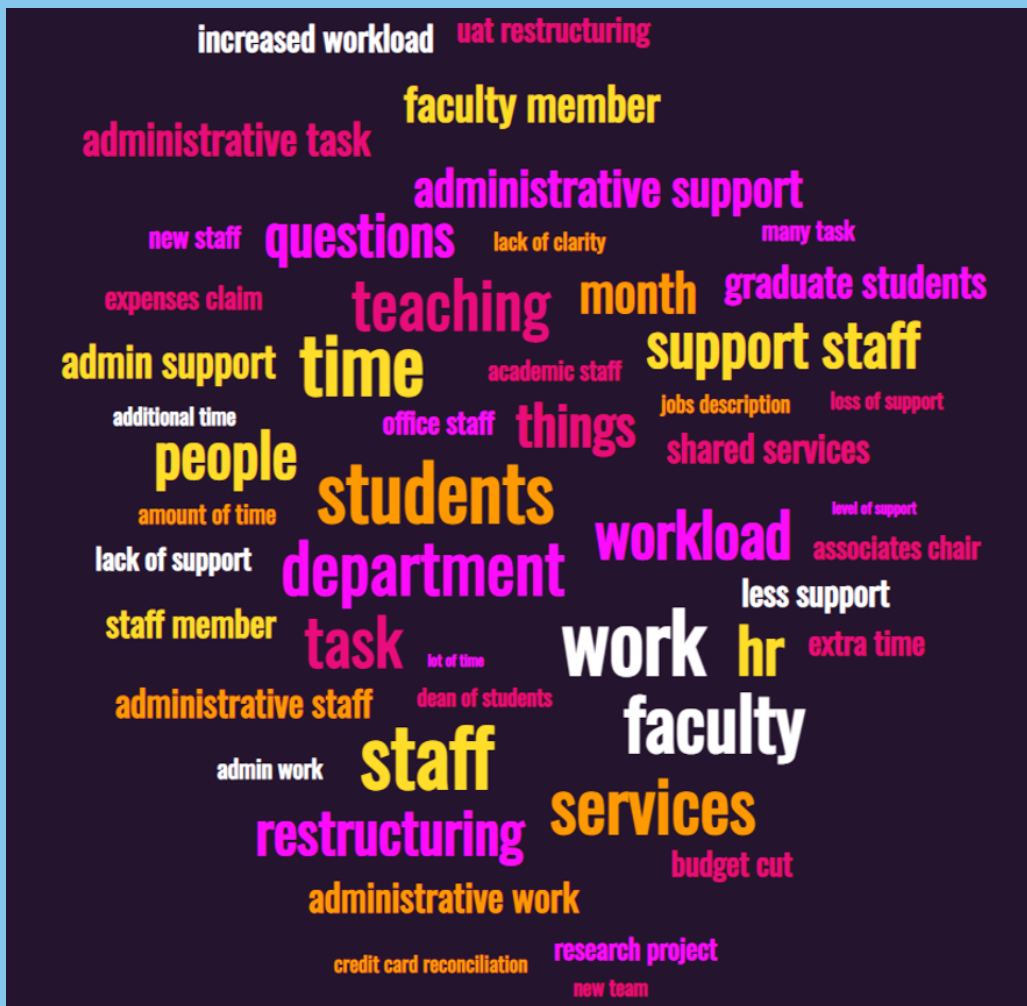 increased workload
uat restructuring
faculty member
administrative task
administrative support
new staff
questions
lack of clarity
many task
expenses claim
teaching
month
graduate students
admin support
time
academic staff
support staff
additional time
office staff
things
jobs description
loss of support
people
shared services
amount of time
students
workload
level of support
lack of support
department
associates chair
less support
staff member
task
lot of time
work
hr
extra time
administrative staff
dean of students
faculty
admin work
staff
services
restructuring
budget cut
administrative work
credit card reconciliation
research project
new team